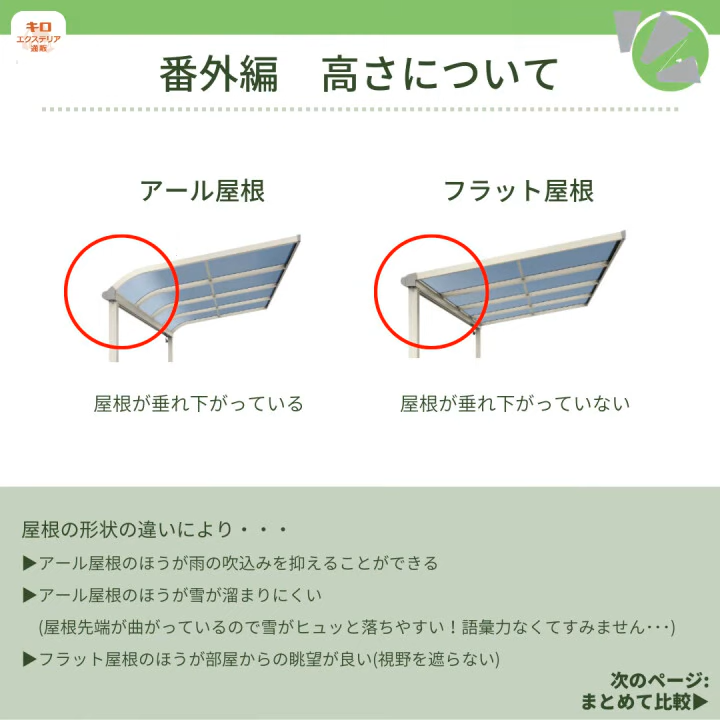 キロ
エクステリア
通販
番外編　高さについて
アール屋根
フラット屋根
屋根が垂れ下がっている
屋根が垂れ下がっていない
屋根の形状の違いにより・・・
▶アール屋根のほうが雨の吹込みを抑えることができる
▶アール屋根のほうが雪が溜まりにくい
(屋根先端が曲がっているので雪がヒュッと落ちやすい！語彙力なくてすみません･･･)
▶フラット屋根のほうが部屋からの眺望が良い(視野を遮らない)
次のページ:
まとめて比較▶